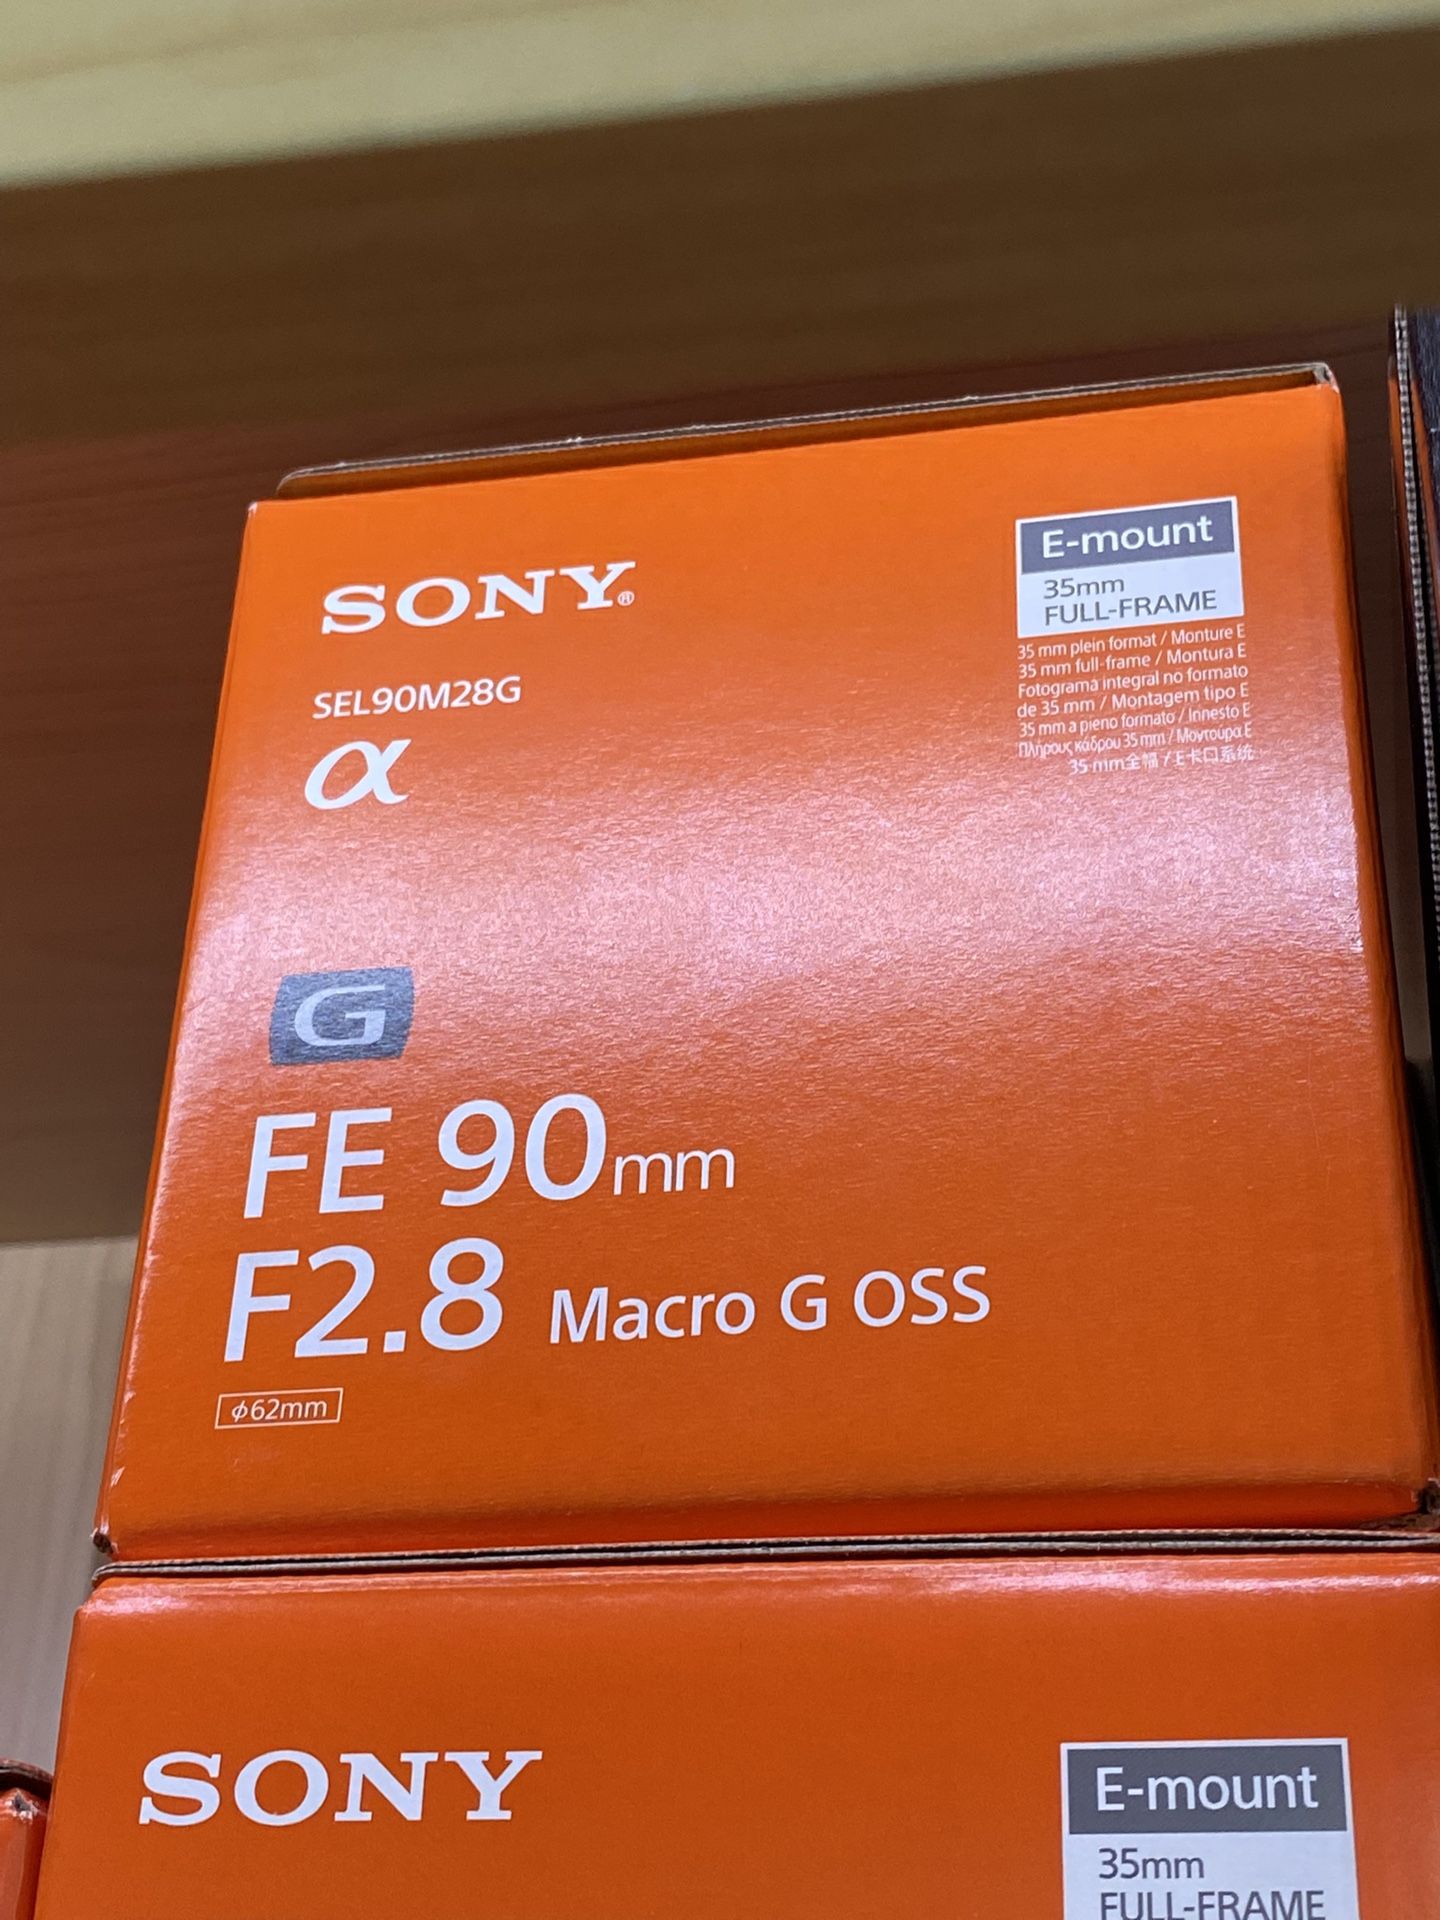 SONY®
SEL90M28G
α
E-mount
35mm
FULL-FRAME
35 mm plein format / Monture E
35 mm full-frame / Montura E
Fotograma integral no formato
de 35 mm / Montagem tipo E
35 mm a pieno formato / Innesto E
Πλήρους κάδρου 35 mm / Μοντούρα E
35 mm全幅 / E卡口系统
G
FE 90mm
F2.8 Macro G OSS
ϕ62mm
SONY
E-mount
35mm
FULL-FRAME